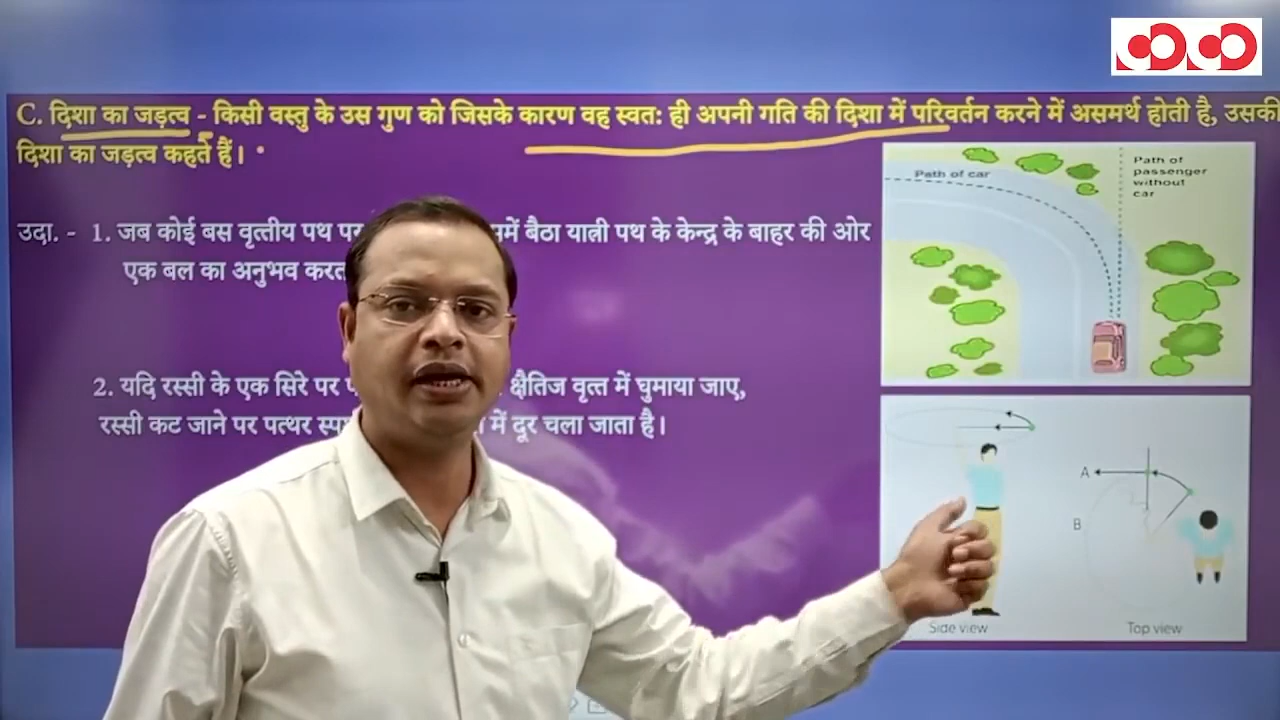 C. दिशा का जड़त्व - किसी वस्तु के उस गुण को जिसके कारण वह स्वत: ही अपनी गति की दिशा में परिवर्तन करने में असमर्थ होती है, उसकी
दिशा का जड़त्व कहते हैं।
उदा. - 1. जब कोई बस वृत्तीय पथ पर में बैठा यात्री पथ के केन्द्र के बाहर की ओर
एक बल का अनुभव
2. यदि रस्सी के एक सिरे पर क्षैतिज वृत्त में घुमाया जाए,
रस्सी कट जाने पर पत्थर में दूर चला जाता है।
Path of car
Path of
passenger
without
car
A
B
Side view
Top view